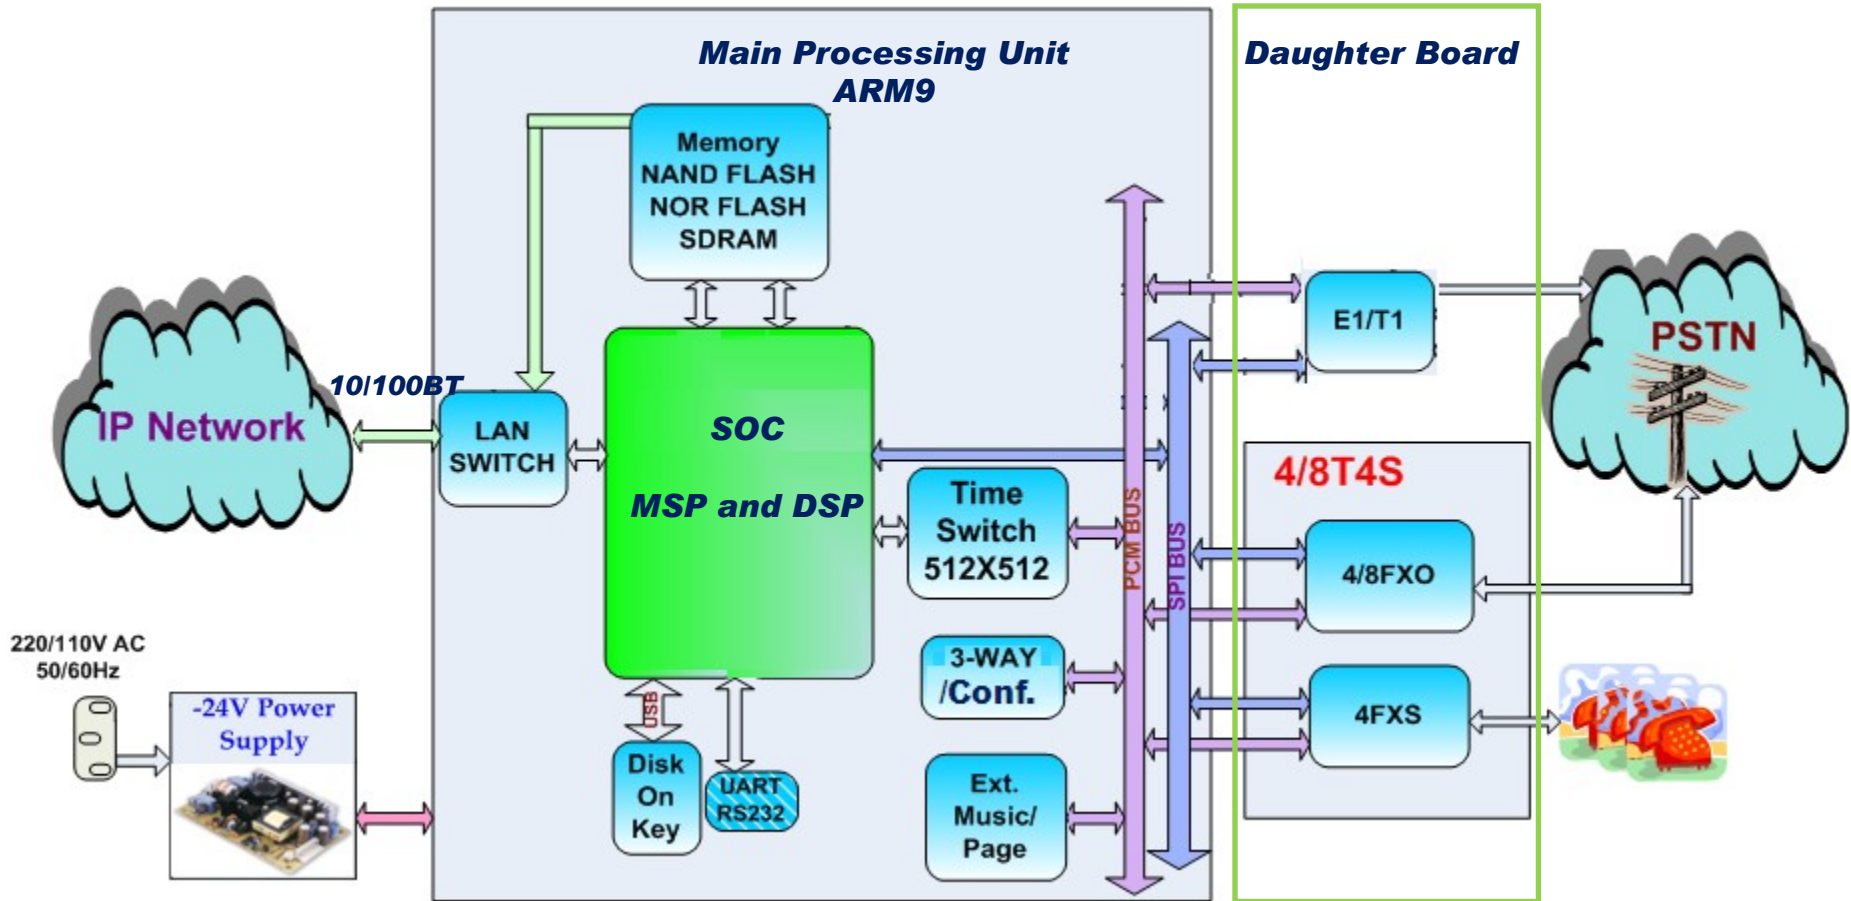 Main Processing Unit
ARM9
Daughter Board
Memory
NAND FLASH
NOR FLASH
SDRAM
E1/T1
PSTN
10/100BT
IP Network
LAN
SWITCH
SOC
MSP and DSP
Time
Switch
512X512
PCM BUS
SPI BUS
4/8T4S
4/8FXO
4FXS
3-WAY
/Conf.
Ext.
Music/
Page
USB
Disk
On
Key
UART
RS232
220/110V AC
50/60Hz
-24V Power
Supply